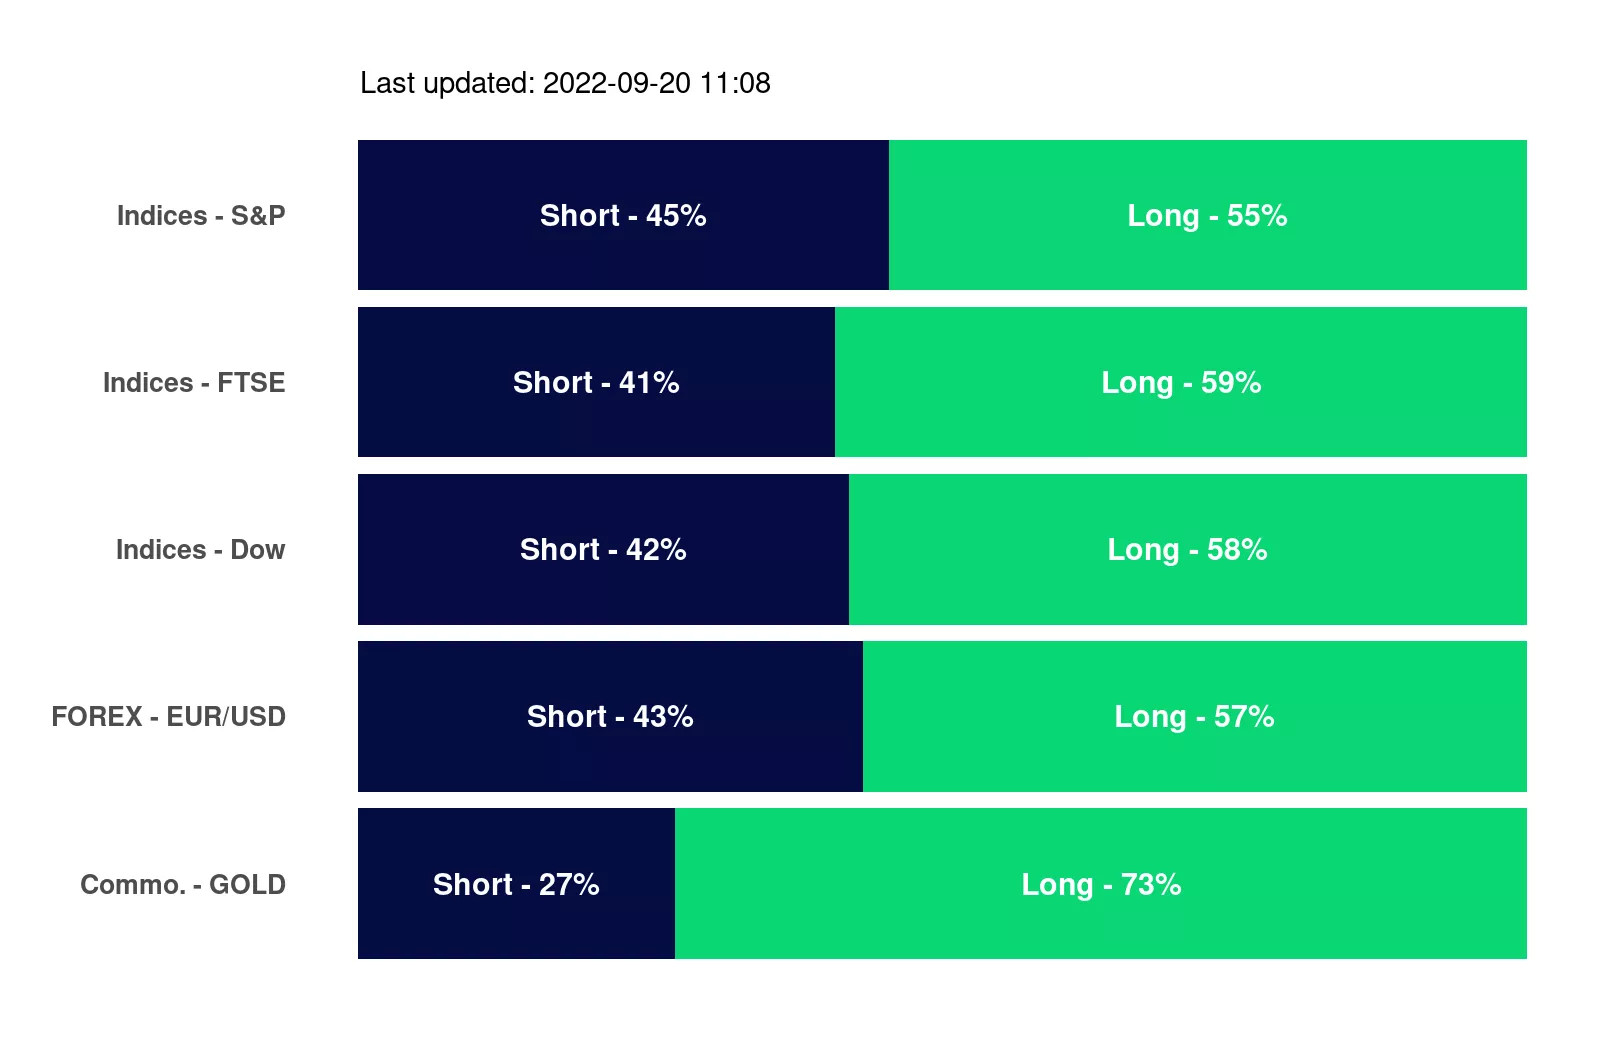 Last updated: 2022-09-20 11:08
Indices - S&P
Short - 45%
Long - 55%
Indices - FTSE
Short - 41%
Long - 59%
Indices - Dow
Short - 42%
Long - 58%
FOREX - EUR/USD
Short - 43%
Long - 57%
Commo. - GOLD
Short - 27%
Long - 73%